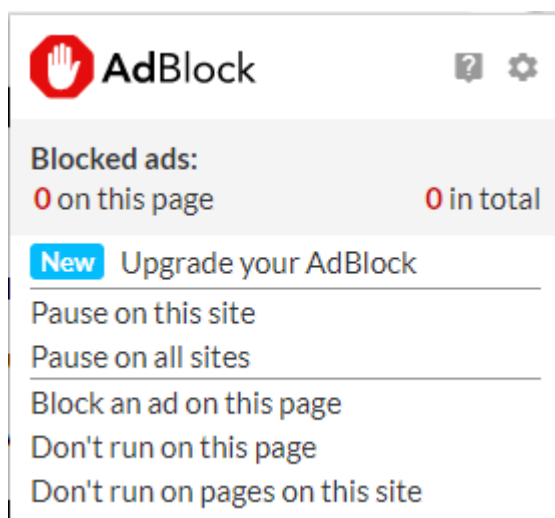 AdBlock
Blocked ads:
0 on this page 0 in total
New Upgrade your AdBlock
Pause on this site
Pause on all sites
Block an ad on this page
Don't run on this page
Don't run on pages on this site